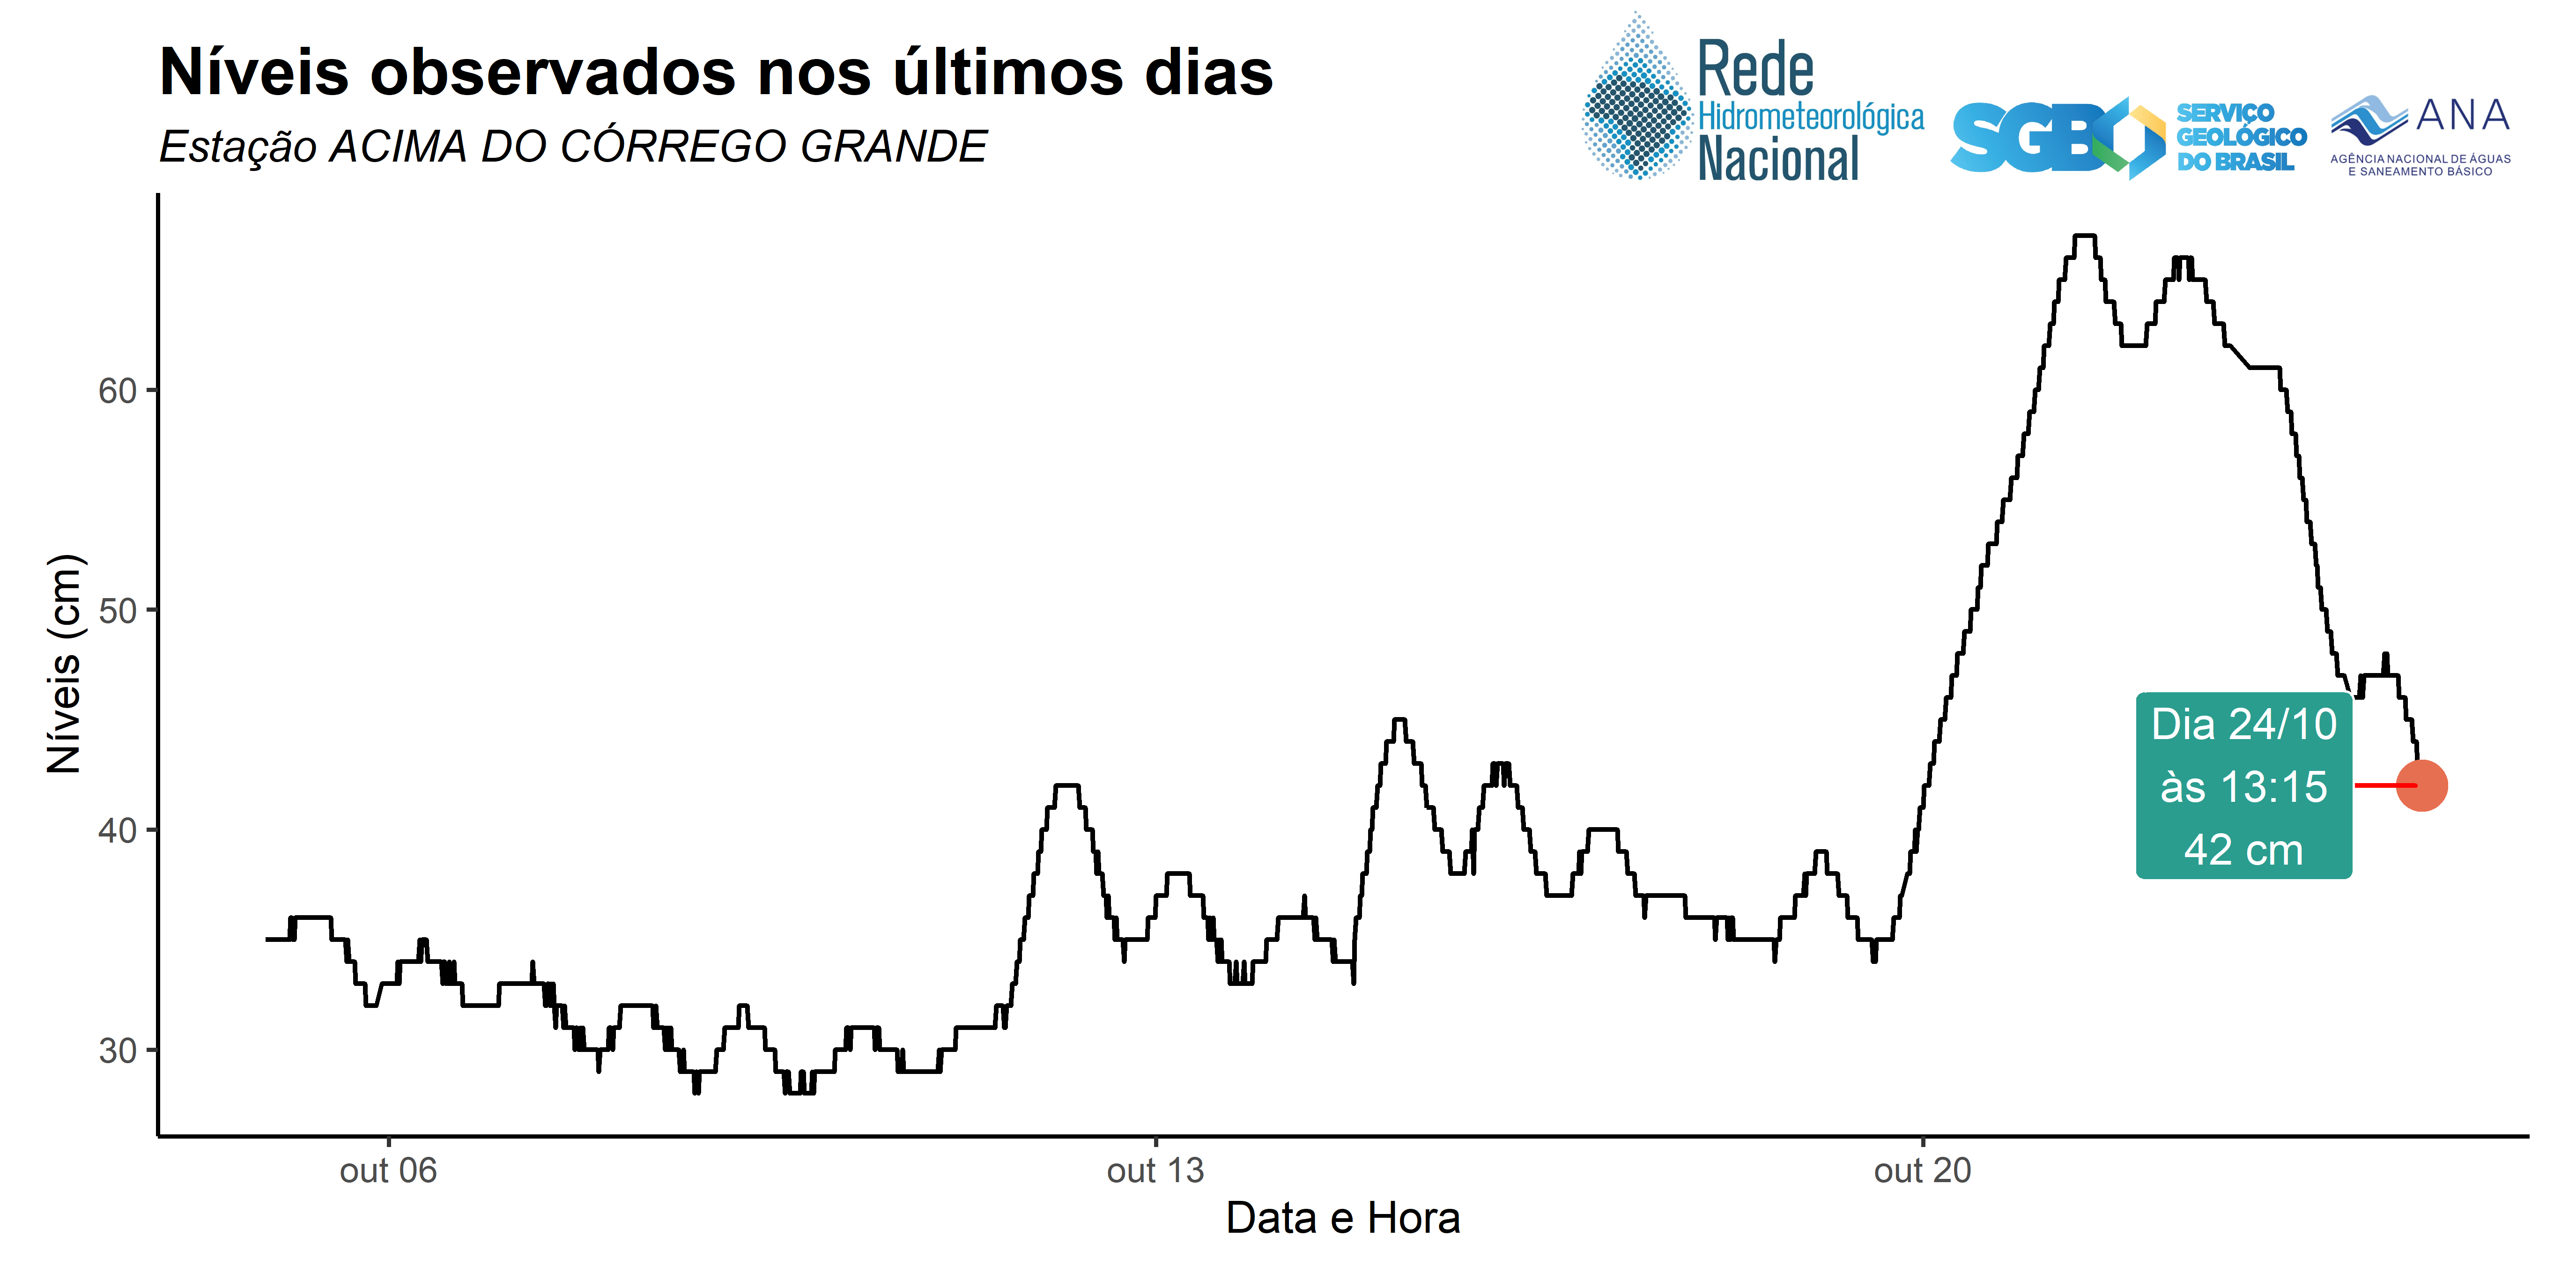 Níveis observados nos últimos dias
Estação ACIMA DO CÓRREGO GRANDE
Rede
Hidrometeorológica
Nacional
SGB
SERVIÇO
GEOLÓGICO
DO BRASIL
ANA
AGÊNCIA NACIONAL DE ÁGUAS
E SANEAMENTO BÁSICO
Níveis (cm)
60
50
40
30
Dia 24/10
às 13:15
42 cm
out 06
out 13
out 20
Data e Hora